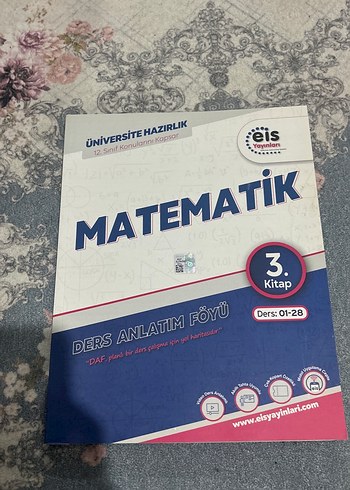 ÜNİVERSİTE HAZIRLIK
12. Sınıf Konularını Kapsar
eis
Yayınları
MATEMATİK
3.
Kitap
Ders: 01-28
DERS ANLATIM FÖYÜ
"DAF, planlı bir ders çalışma için yol haritasıdır."
www.eisyayinlari.com